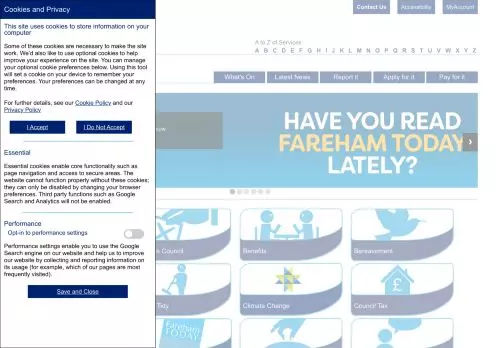 Cookies and Privacy
This site uses cookies to store information on your
computer
Some of these cookies are necessary to make the site
work. We'd also like to use optional cookies to help
improve your experience on the site. You can manage
your optional cookie preferences below. Using this tool
will set a cookie on your device to remember your
preferences. Your preferences can be changed at any
time.
For further details, see our Cookie Policy and our
Privacy Policy
I Accept
I Do Not Accept
Essential
Essential cookies enable core functionality such as
page navigation and access to secure areas. The
website cannot function properly without these cookies;
they can only be disabled by changing your browser
preferences. Third party functions such as Google
Search and Analytics will not be enabled.
Performance
Opt-in to performance settings
Performance settings enable you to use the Google
Search engine on our website and help us to improve
our website by collecting and reporting information on
its usage (for example, which of our pages are most
frequently visited).
Save and Close
Contact Us
Accessibility
MyAccount
A to Z of Services
A B C D E F G H I J K L M N O P Q R S T U V W X Y Z
What's On
Latest News
Report it
Apply for it
Pay for it
HAVE YOU READ
FAREHAM TODAY
LATELY?
Council
Benefits
Bereavement
Tidy
Climate Change
Council Tax
Fareham
TODAY